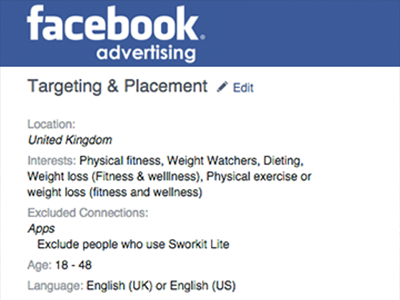 facebook
advertising
Targeting & Placement Edit
Location:
United Kingdom
Interests: Physical fitness, Weight Watchers, Dieting,
Weight loss (Fitness & welllness), Physical exercise or
weight loss (fitness and wellness)
Excluded Connections:
Apps
Exclude people who use Sworkit Lite
Age: 18 - 48
Language: English (UK) or English (US)